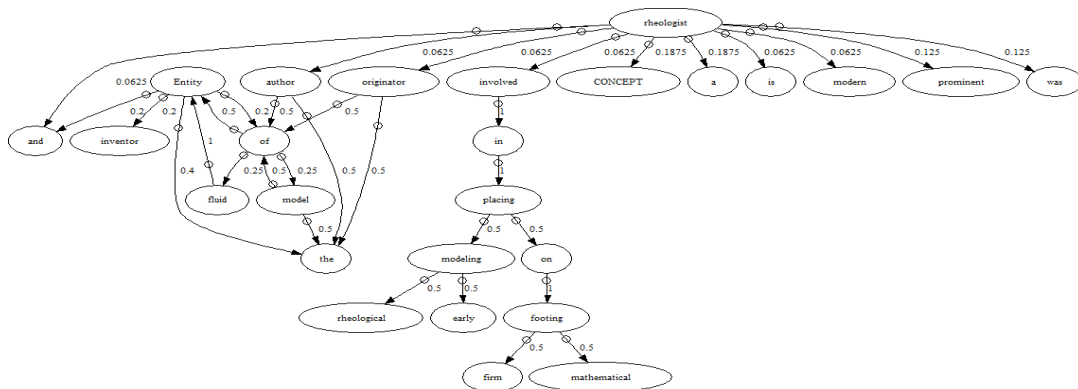 rheologist
0.0625 0.0625 0.0625 0.1875 0.1875 0.0625 0.0625 0.125 0.125
0.0625 Entity author originator involved CONCEPT a is modern prominent was
0.2 0.2 0.5 0.2 0.5 0.5 1
and inventor 1 of in
0.4 0.25 0.5 0.25 0.5 0.5 1
fluid model placing
0.5 0.5 0.5
the modeling on
0.5 0.5 1
rheological early footing
0.5 0.5
firm mathematical